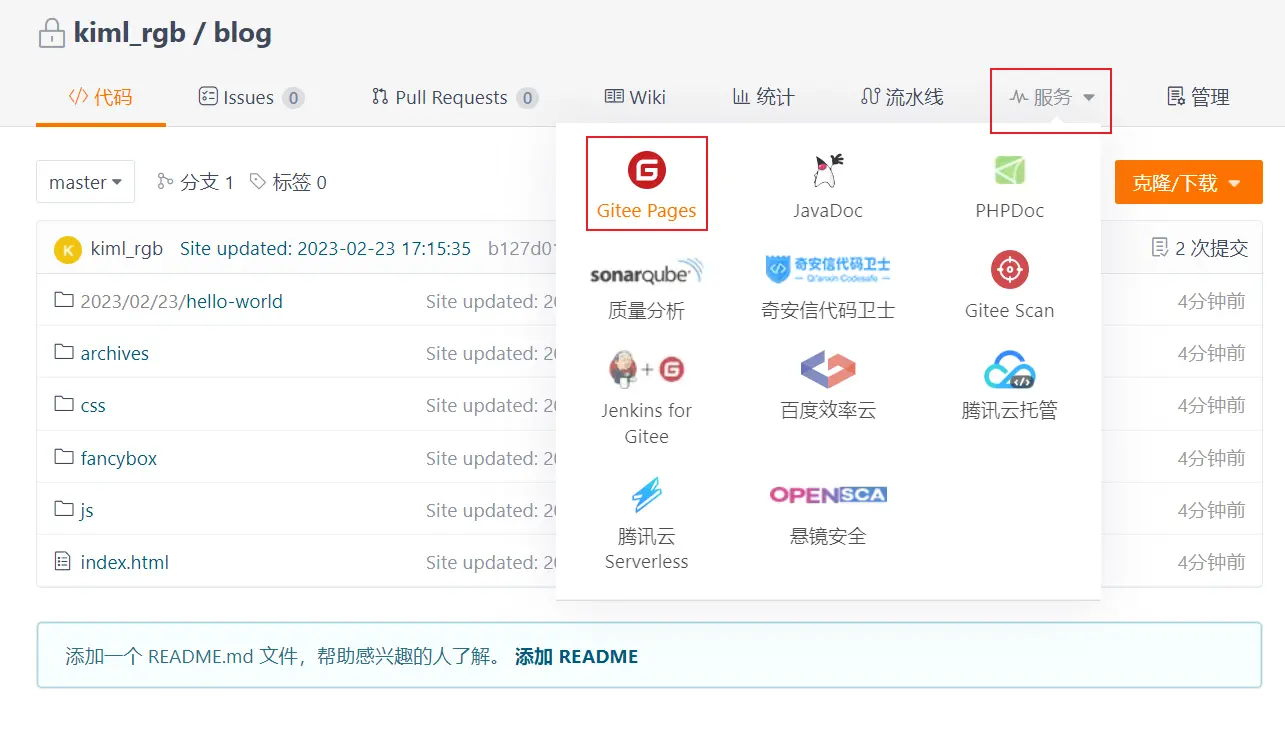 kiml_rgb / blog
代码
Issues 0
Pull Requests 0
Wiki
统计
流水线
服务
管理
master
分支 1
标签 0
克隆/下载
Gitee Pages
JavaDoc
PHPDoc
sonarqube
质量分析
奇安信代码卫士
Qi'anxin Codesafe
奇安信代码卫士
Gitee Scan
Jenkins for
Gitee
百度效率云
腾讯云托管
腾讯云
Serverless
OPENSCA
悬镜安全
K
kiml_rgb
Site updated: 2023-02-23 17:15:35
b127d01
2 次提交
2023/02/23/hello-world
Site updated: 20
4分钟前
archives
Site updated: 20
4分钟前
css
Site updated: 20
4分钟前
fancybox
Site updated: 20
4分钟前
js
Site updated: 20
4分钟前
index.html
Site updated: 20
4分钟前
添加一个 README.md 文件，帮助感兴趣的人了解。 添加 README